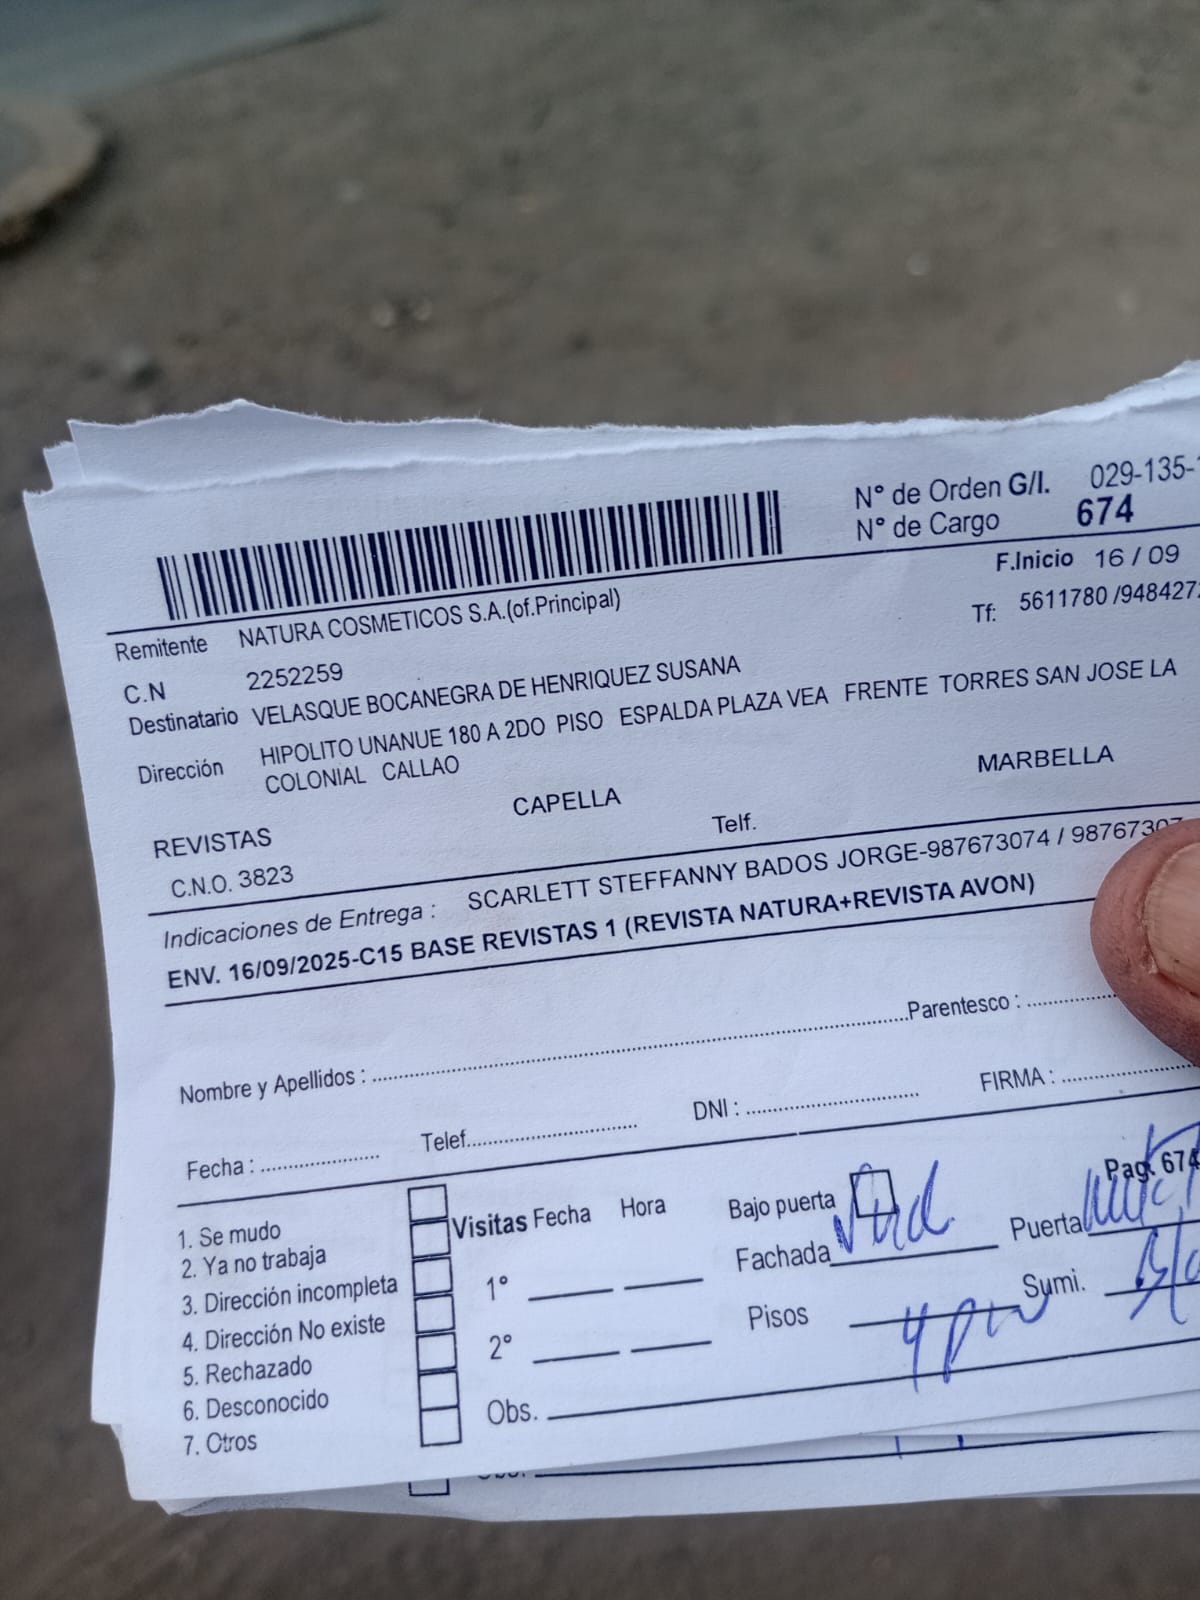 N° de Orden G/I. 029-135-
N° de Cargo 674
F.Inicio 16 / 09
Remitente NATURA COSMETICOS S.A.(of.Principal)
Tf: 5611780 /948427
C.N 2252259
Destinatario VELASQUE BOCANEGRA DE HENRIQUEZ SUSANA
Dirección HIPOLITO UNANUE 180 A 2DO PISO ESPALDA PLAZA VEA FRENTE TORRES SAN JOSE LA
COLONIAL CALLAO
REVISTAS CAPELLA MARBELLA
C.N.O. 3823 Telf.
Indicaciones de Entrega : SCARLETT STEFFANNY BADOS JORGE-987673074 / 98767307
ENV. 16/09/2025-C15 BASE REVISTAS 1 (REVISTA NATURA+REVISTA AVON)
Nombre y Apellidos : Parentesco :
Fecha : Telef. DNI : FIRMA :
Pag. 674
1. Se mudo
2. Ya no trabaja
3. Dirección incompleta
4. Dirección No existe
5. Rechazado
6. Desconocido
7. Otros
Visitas Fecha Hora
1°
2°
Obs.
Bajo puerta
Fachada
Puerta
Pisos 4
Sumi.